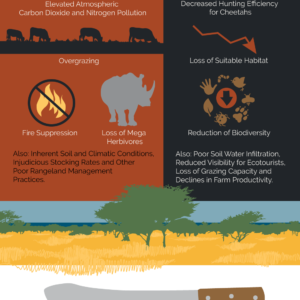 Elevated Atmospheric
Carbon Dioxide and Nitrogen Pollution
Overgrazing
Fire Suppression
Loss of Mega
Herbivores
Also: Inherent Soil and Climatic Conditions,
Injudicious Stocking Rates and Other
Poor Rangeland Management
Practices.
Decreased Hunting Efficiency
for Cheetahs
Loss of Suitable Habitat
Reduction of Biodiversity
Also: Poor Soil Water Infiltration,
Reduced Visibility for Ecotourists,
Loss of Grazing Capacity and
Declines in Farm Productivity.